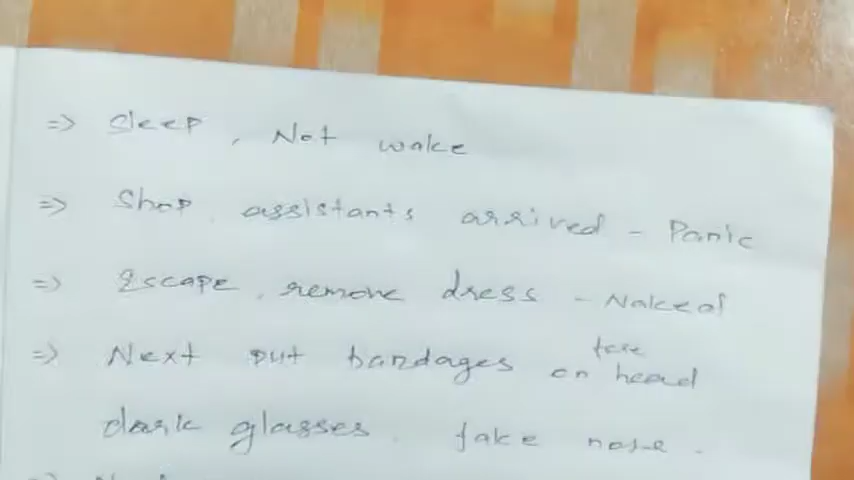 => Sleep, Not wake
=> Shop assistants arrived - Panic
=> Escape, remove dress - Naked
=> Next put bandages on head
dark glasses. fake nose.